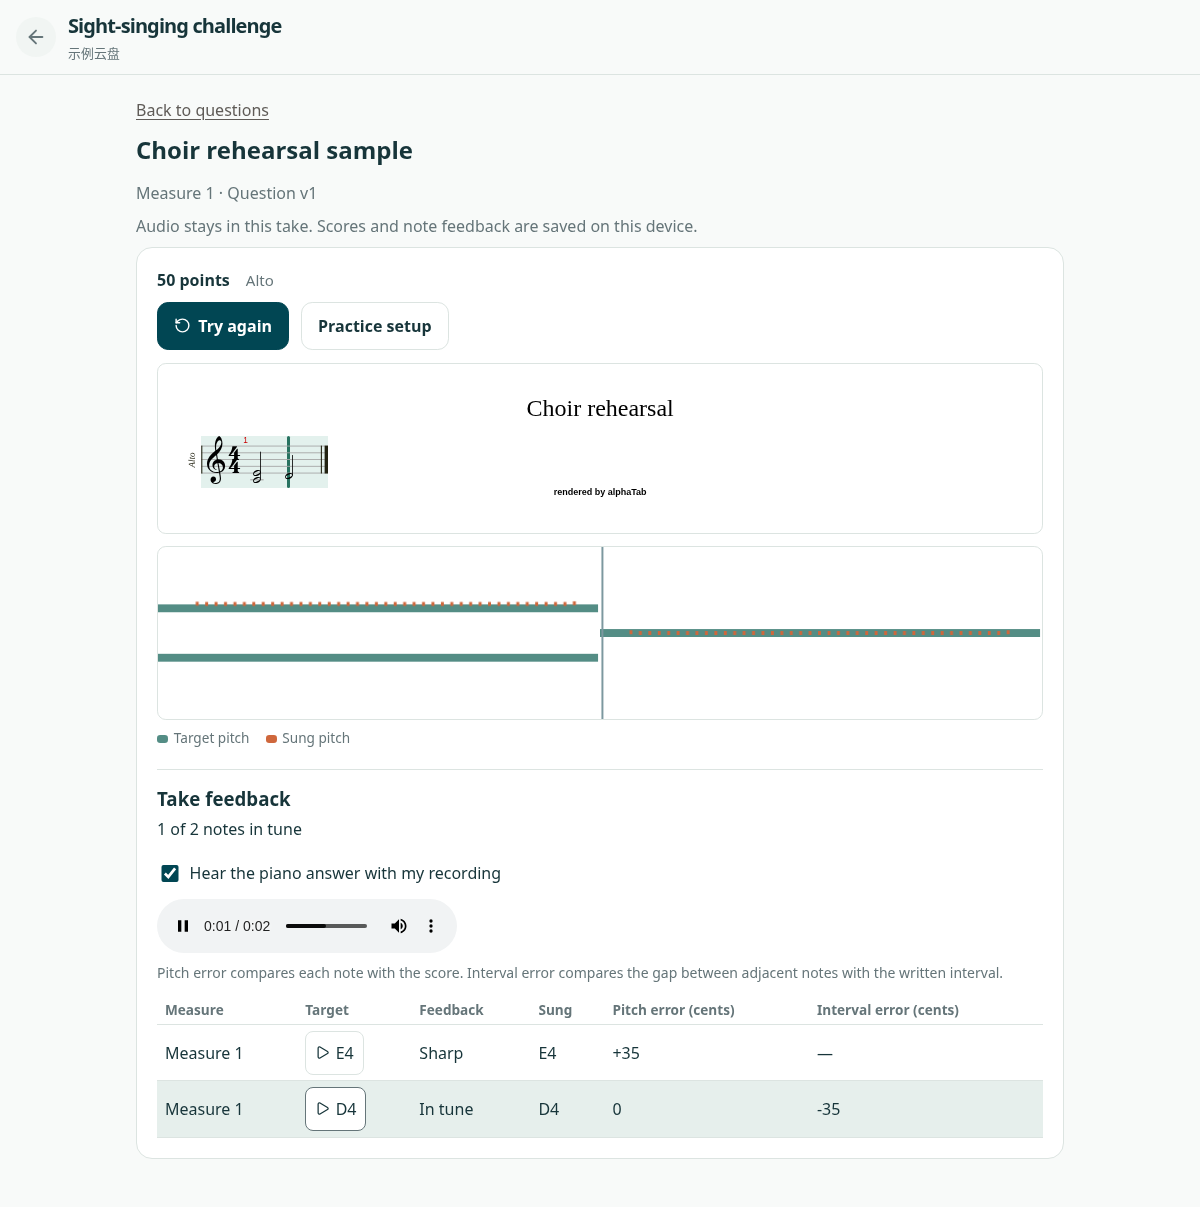 Sight-singing challenge
示例云盘
Back to questions
Choir rehearsal sample
Measure 1 · Question v1
Audio stays in this take. Scores and note feedback are saved on this device.
50 points Alto
Try again Practice setup
Choir rehearsal
1
Alto
4
4
rendered by alphaTab
Target pitch Sung pitch
Take feedback
1 of 2 notes in tune
Hear the piano answer with my recording
0:01 / 0:02
Pitch error compares each note with the score. Interval error compares the gap between adjacent notes with the written interval.
Measure Target Feedback Sung Pitch error (cents) Interval error (cents)
Measure 1 E4 Sharp E4 +35 —
Measure 1 D4 In tune D4 0 -35